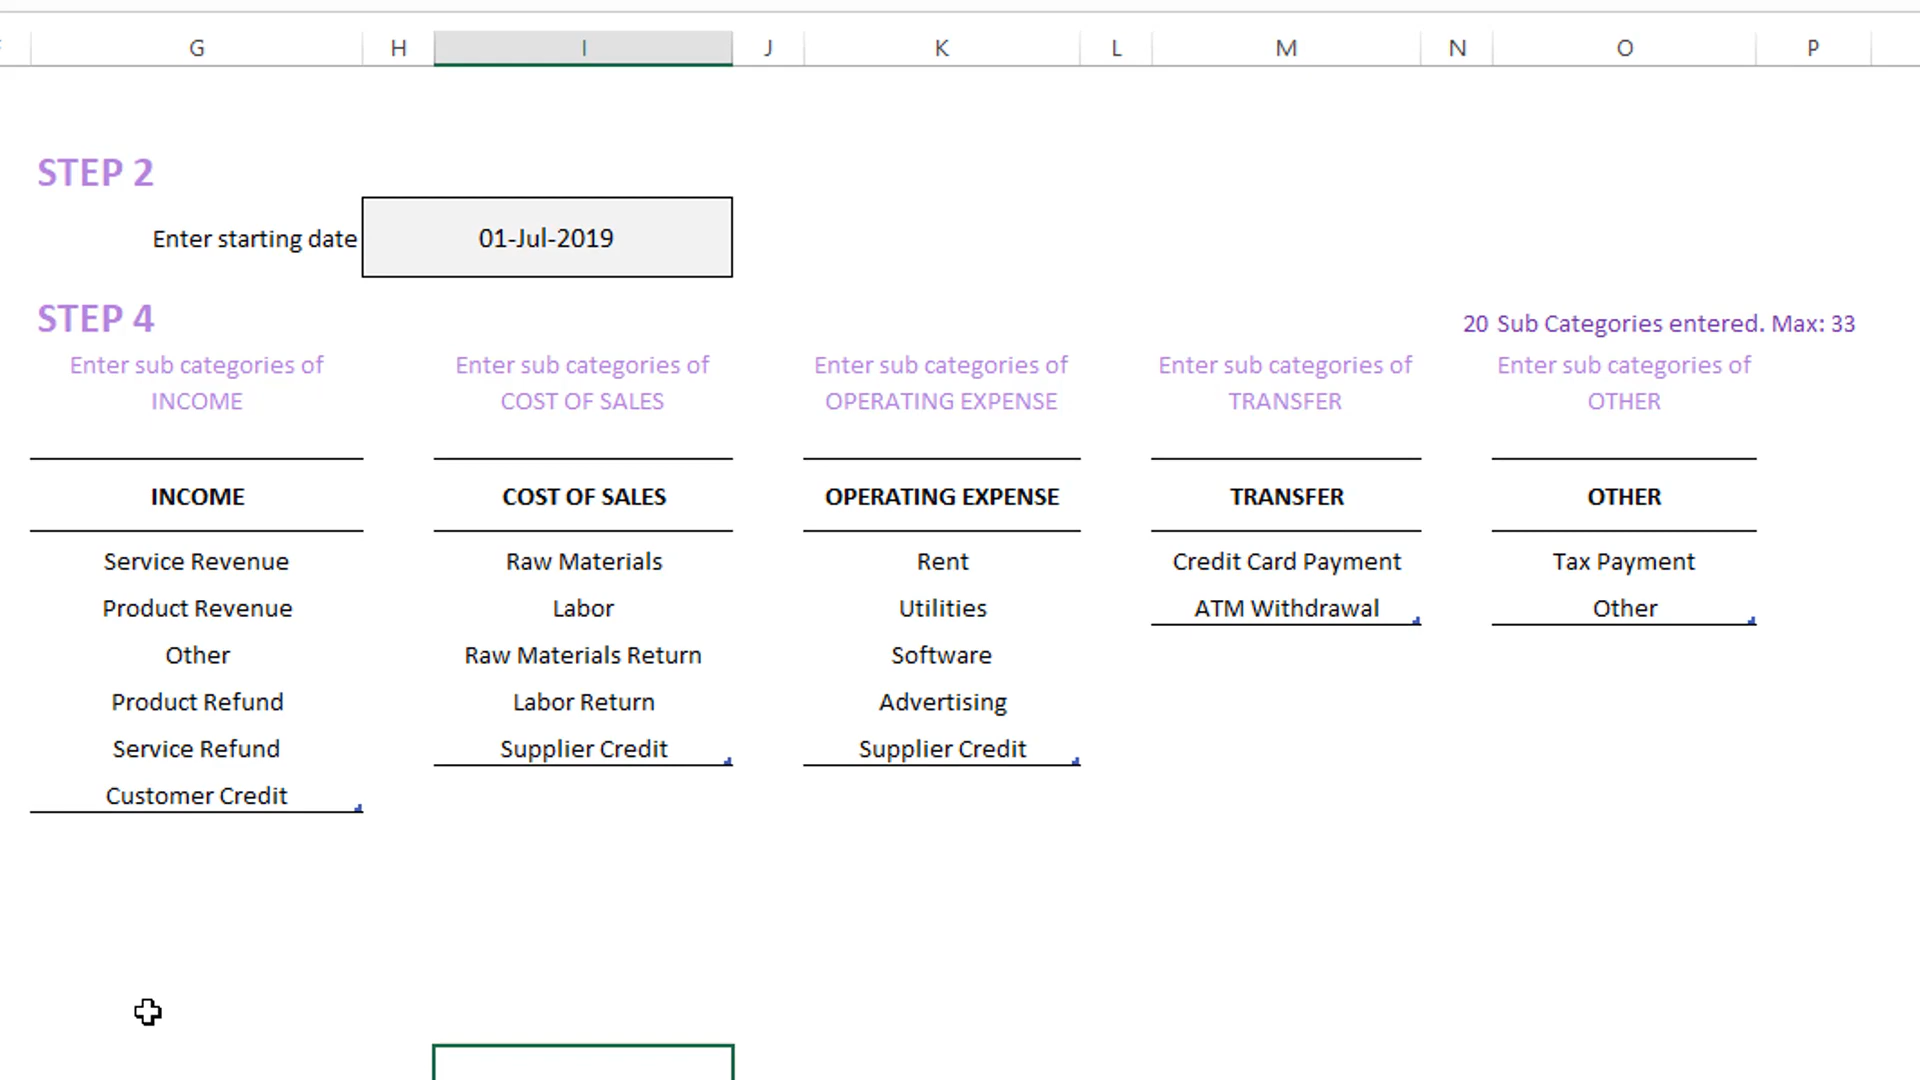 G H I J K L M N O P
STEP 2
Enter starting date 01-Jul-2019
STEP 4
20 Sub Categories entered. Max: 33
Enter sub categories of INCOME
Enter sub categories of COST OF SALES
Enter sub categories of OPERATING EXPENSE
Enter sub categories of TRANSFER
Enter sub categories of OTHER
INCOME COST OF SALES OPERATING EXPENSE TRANSFER OTHER
Service Revenue Raw Materials Rent Credit Card Payment Tax Payment
Product Revenue Labor Utilities ATM Withdrawal Other
Other Raw Materials Return Software
Product Refund Labor Return Advertising
Service Refund Supplier Credit Supplier Credit
Customer Credit